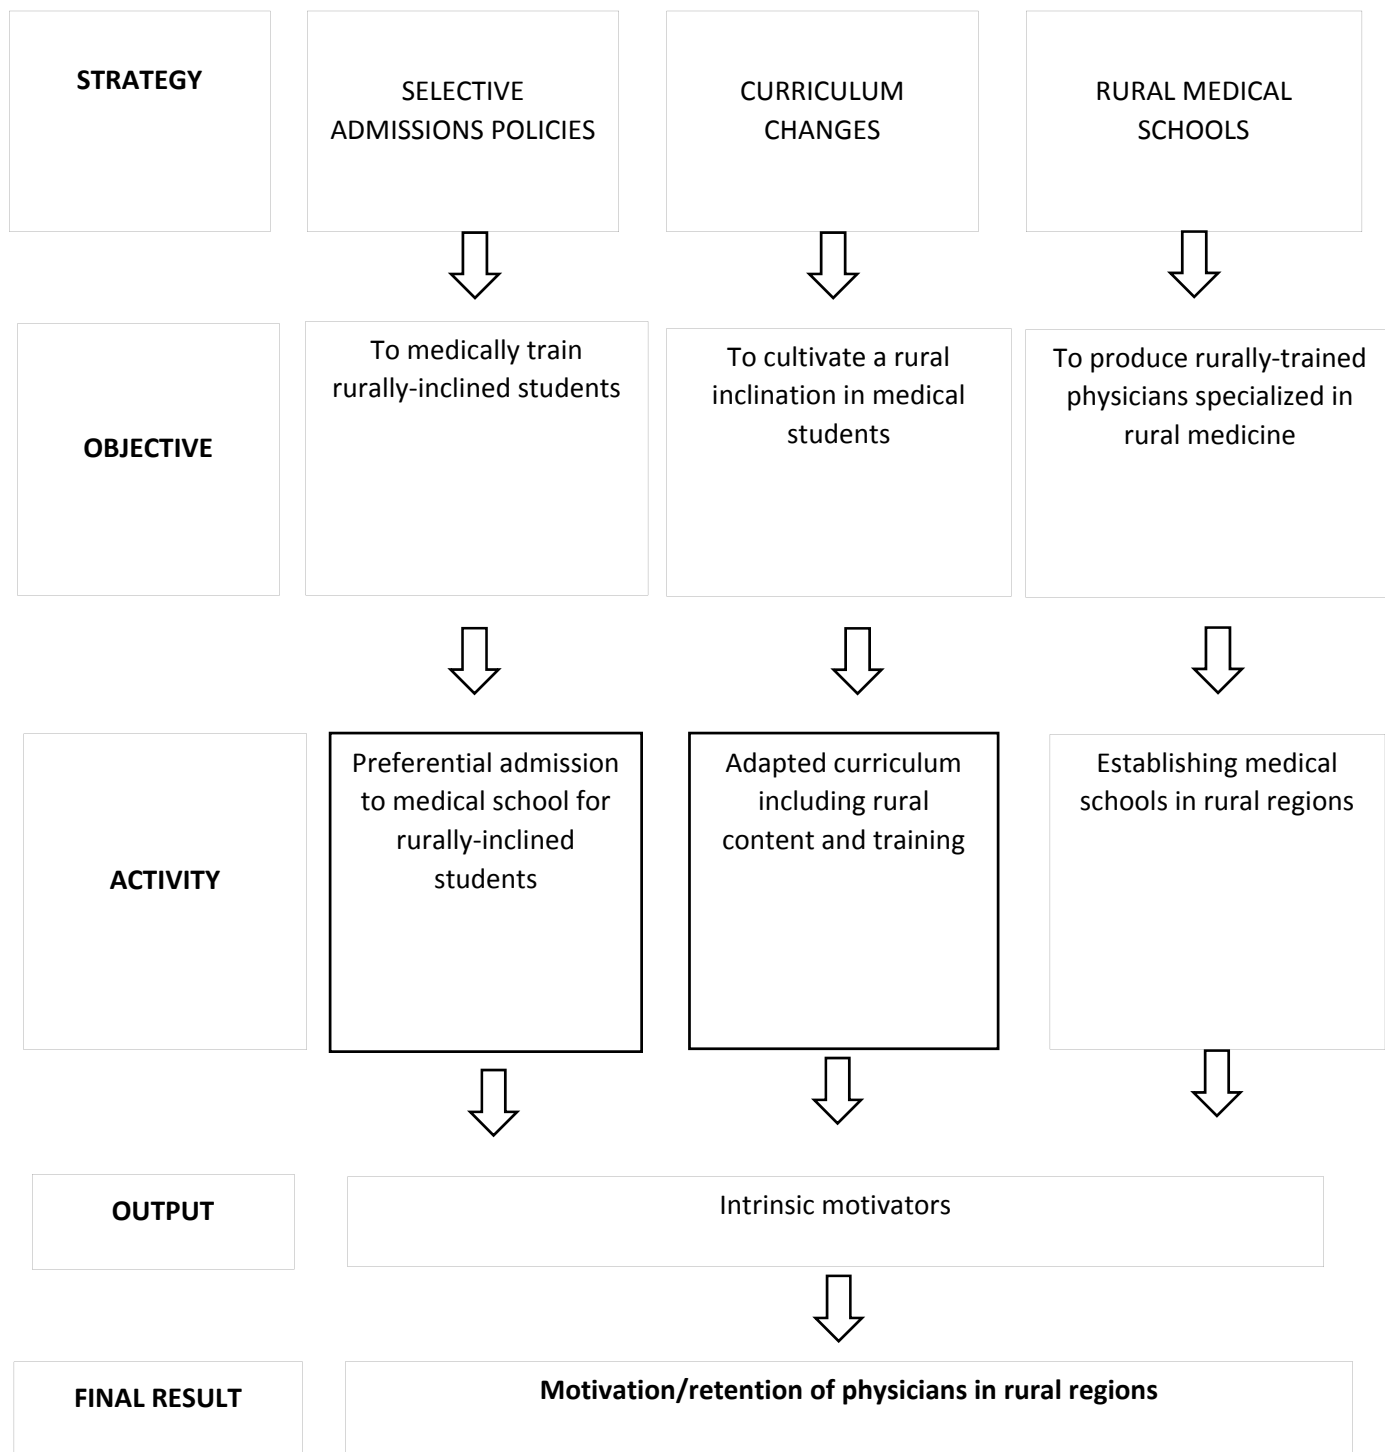 STRATEGY
SELECTIVE
ADMISSIONS POLICIES
CURRICULUM
CHANGES
RURAL MEDICAL
SCHOOLS
OBJECTIVE
To medically train
rurally-inclined students
To cultivate a rural
inclination in medical
students
To produce rurally-trained
physicians specialized in
rural medicine
ACTIVITY
Preferential admission
to medical school for
rurally-inclined
students
Adapted curriculum
including rural
content and training
Establishing medical
schools in rural regions
OUTPUT
Intrinsic motivators
FINAL RESULT
Motivation/retention of physicians in rural regions